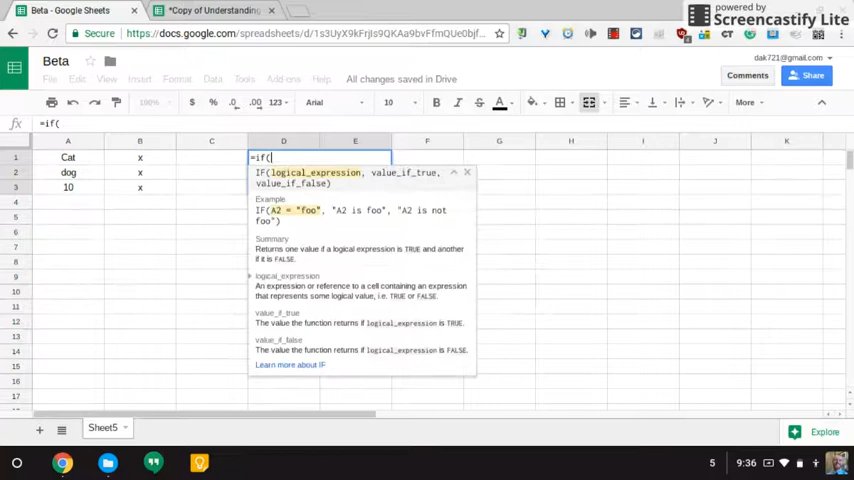 Beta - Google Sheets
*Copy of Understanding
powered by
Screencastify Lite
Secure
https://docs.google.com/spreadsheets/d/1s3UyX9kFrjIsQKAa9bvFfmQUe0bjf
Beta
dak721@gmail.com
File Edit View Insert Format Data Tools Add-ons Help All changes saved in Drive
Comments
Share
100% $ % .0 .00 123 Arial 10 B I S A More
fx =if(
A B C D E F G H I J K
1 Cat x =if(
2 dog x
3 10 x
4
5
6
7
8
9
10
11
12
13
14
15
16
17
IF(logical_expression, value_if_true,
value_if_false)
Example
IF(A2 = "foo", "A2 is foo", "A2 is not
foo")
Summary
Returns one value if a logical expression is TRUE and another
if it is FALSE.
logical_expression
An expression or reference to a cell containing an expression
that represents some logical value, i.e. TRUE or FALSE.
value_if_true
The value the function returns if logical_expression is TRUE.
value_if_false
The value the function returns if logical_expression is FALSE.
Learn more about IF
Sheet5
Explore
5 9:36